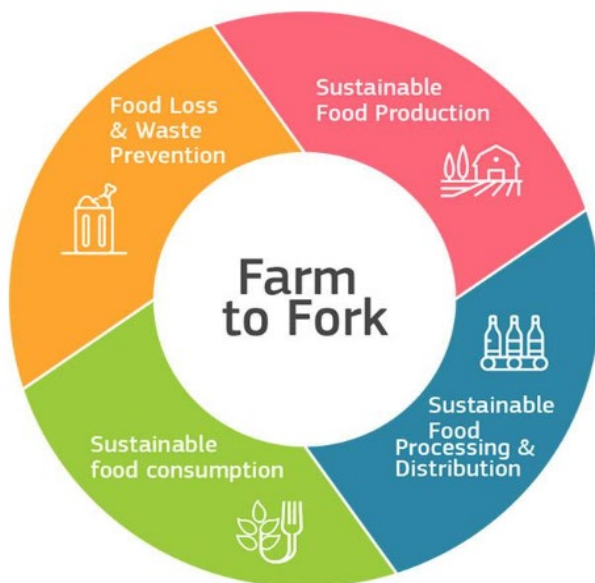 Farm
to Fork
Sustainable
Food Production
Sustainable
Food
Processing &
Distribution
Sustainable
food consumption
Food Loss
& Waste
Prevention